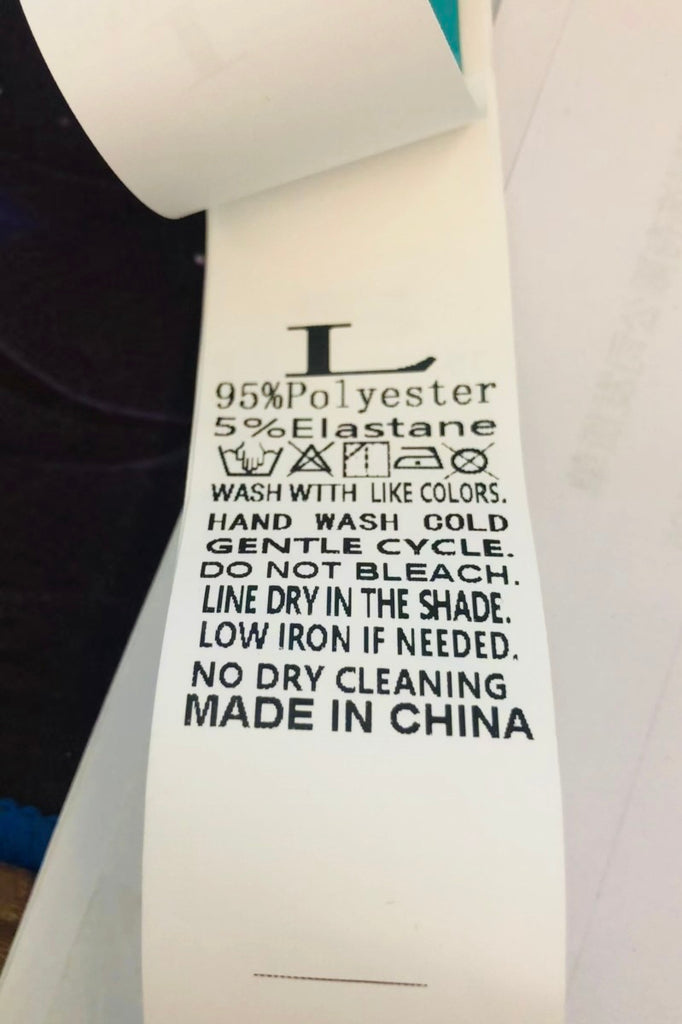 L
95%Polyester
5%Elastane
WASH WITH LIKE COLORS.
HAND WASH COLD
GENTLE CYCLE.
DO NOT BLEACH.
LINE DRY IN THE SHADE.
LOW IRON IF NEEDED.
NO DRY CLEANING
MADE IN CHINA